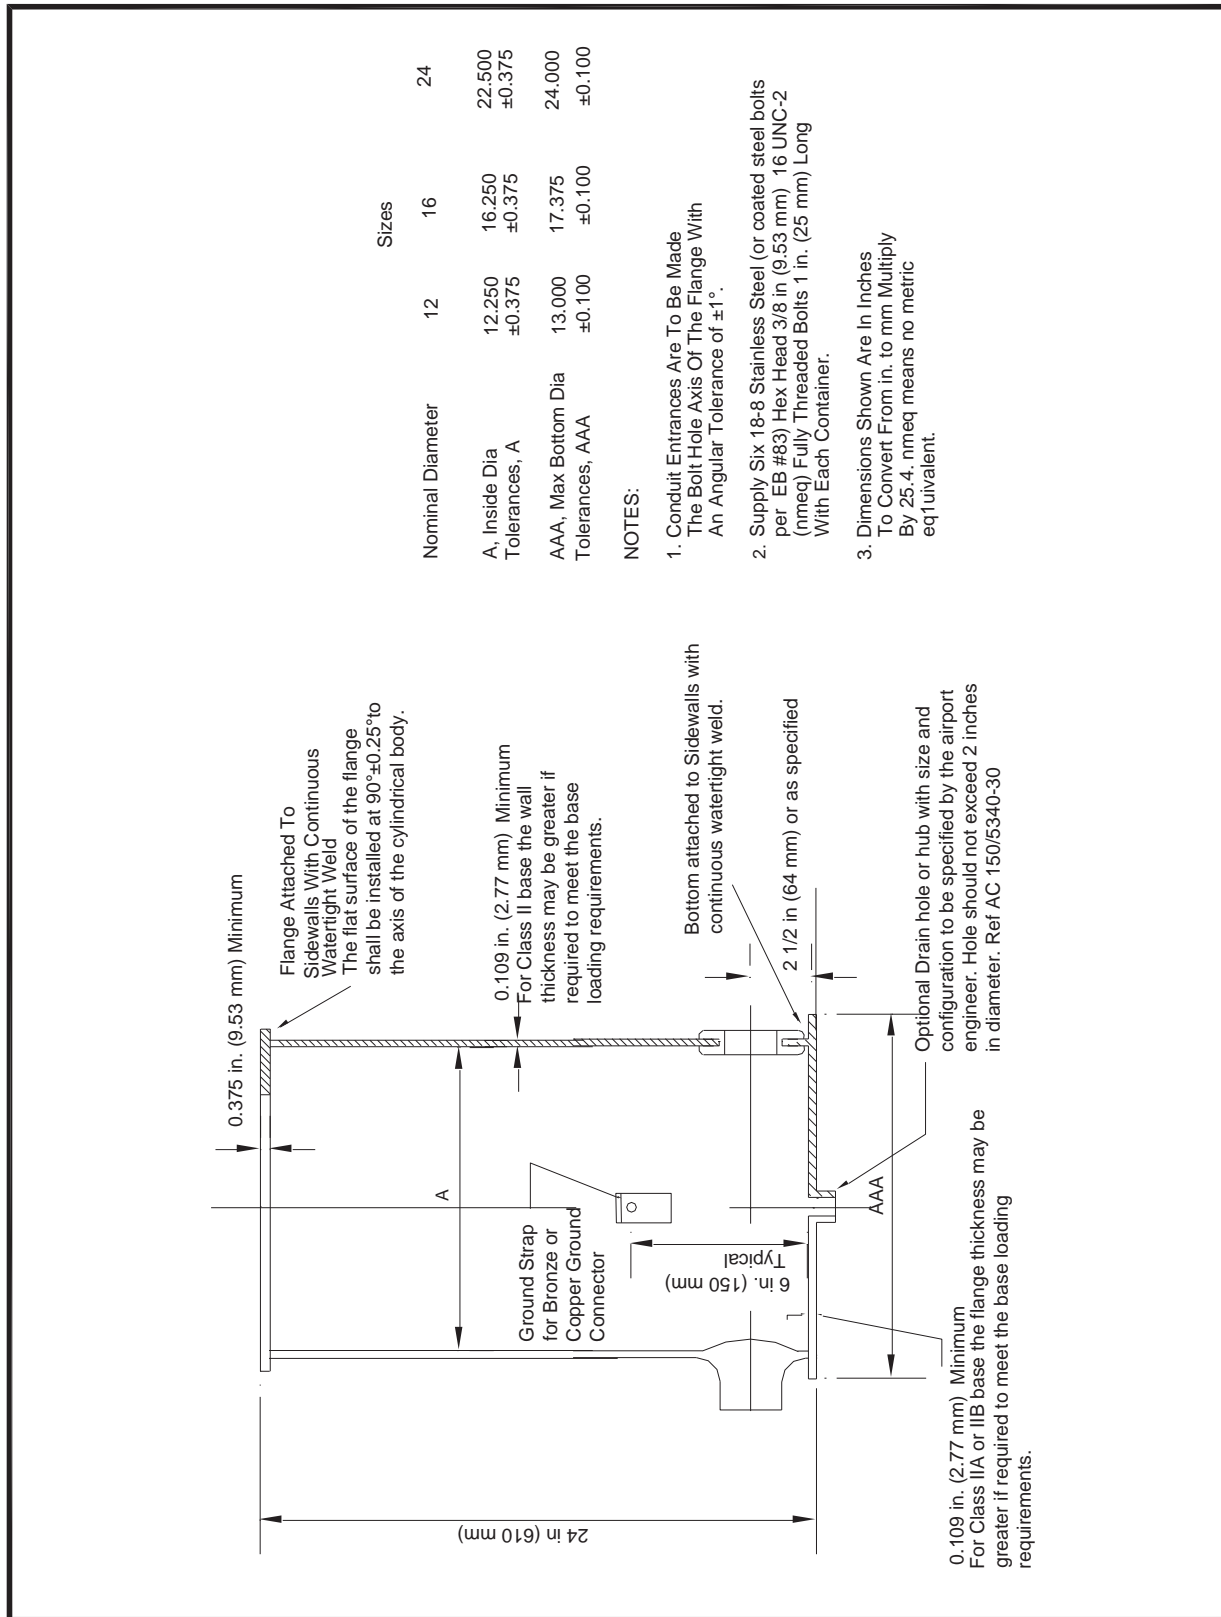 0.375 in. (9.53 mm) Minimum
Flange Attached To
Sidewalls With Continuous
Watertight Weld
The flat surface of the flange
shall be installed at 90°±0.25°to
the axis of the cylindrical body.
A
0.109 in. (2.77 mm) Minimum
For Class II base the wall
thickness may be greater if
required to meet the base
loading requirements.
Ground Strap
for Bronze or
Copper Ground
Connector
6 in. (150 mm)
Typical
24 in (610 mm)
Bottom attached to Sidewalls with
continuous watertight weld.
2 1/2 in (64 mm) or as specified
AAA
Optional Drain hole or hub with size and
configuration to be specified by the airport
engineer. Hole should not exceed 2 inches
in diameter. Ref AC 150/5340-30
0.109 in. (2.77 mm) Minimum
For Class IIA or IIB base the flange thickness may be
greater if required to meet the base loading
requirements.
Sizes
Nominal Diameter 12 16 24
A, Inside Dia 12.250 16.250 22.500
Tolerances, A ±0.375 ±0.375 ±0.375
AAA, Max Bottom Dia 13.000 17.375 24.000
Tolerances, AAA ±0.100 ±0.100 ±0.100
NOTES:
1. Conduit Entrances Are To Be Made
The Bolt Hole Axis Of The Flange With
An Angular Tolerance of ±1°.
2. Supply Six 18-8 Stainless Steel (or coated steel bolts
per EB #83) Hex Head 3/8 in (9.53 mm) 16 UNC-2
(nmeq) Fully Threaded Bolts 1 in. (25 mm) Long
With Each Container.
3. Dimensions Shown Are In Inches
To Convert From in. to mm Multiply
By 25.4. nmeq means no metric
eq1uivalent.